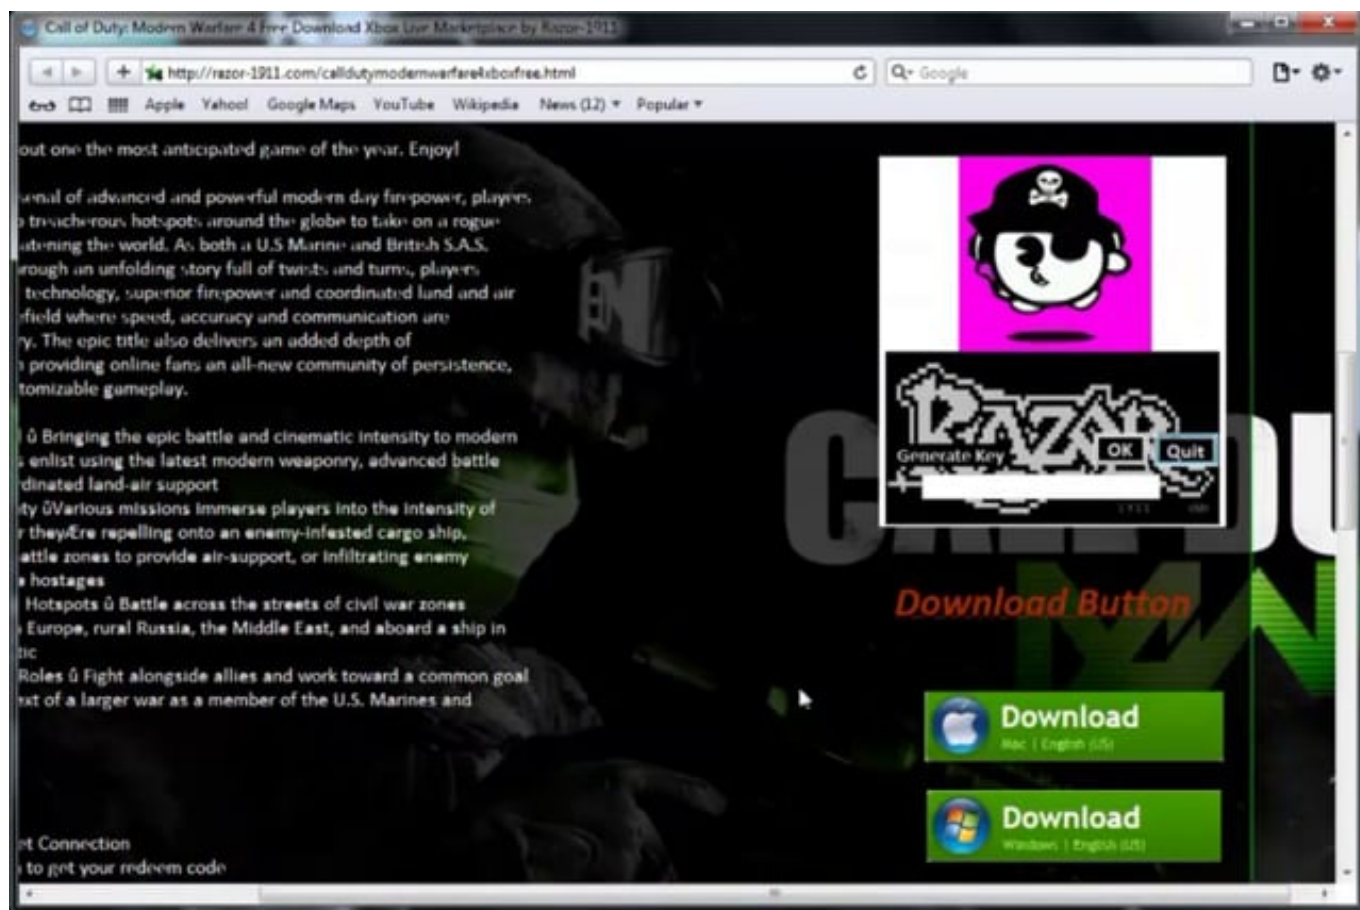 Call of Duty: Modern Warfare 4 Free Download Xbox Live Marketplace by Razor-1911
http://razor-1911.com/calldutymodernwarfare4xboxfree.html
Google
Apple Yahoo! Google Maps YouTube Wikipedia News (12) Popular
out one the most anticipated game of the year. Enjoy!
enal of advanced and powerful modern day firepower, players
o treacherous hotspots around the globe to take on a rogue
atening the world. As both a U.S Marine and British S.A.S.
rough an unfolding story full of twists and turns, players
technology, superior firepower and coordinated land and air
efield where speed, accuracy and communication are
ry. The epic title also delivers an added depth of
n providing online fans an all-new community of persistence,
tomizable gameplay.
l û Bringing the epic battle and cinematic intensity to modern
s enlist using the latest modern weaponry, advanced battle
rdinated land-air support
ity ûVarious missions immerse players into the intensity of
r theyÆre repelling onto an enemy-infested cargo ship,
attle zones to provide air-support, or infiltrating enemy
e hostages
Hotspots û Battle across the streets of civil war zones
n Europe, rural Russia, the Middle East, and aboard a ship in
tic
Roles û Fight alongside allies and work toward a common goal
ext of a larger war as a member of the U.S. Marines and
et Connection
to get your redeem code
RAZOR
Generate Key OK Quit
1911
CALL DU
MW
Download Button
Download
Mac | English (US)
Download
Windows | English (US)